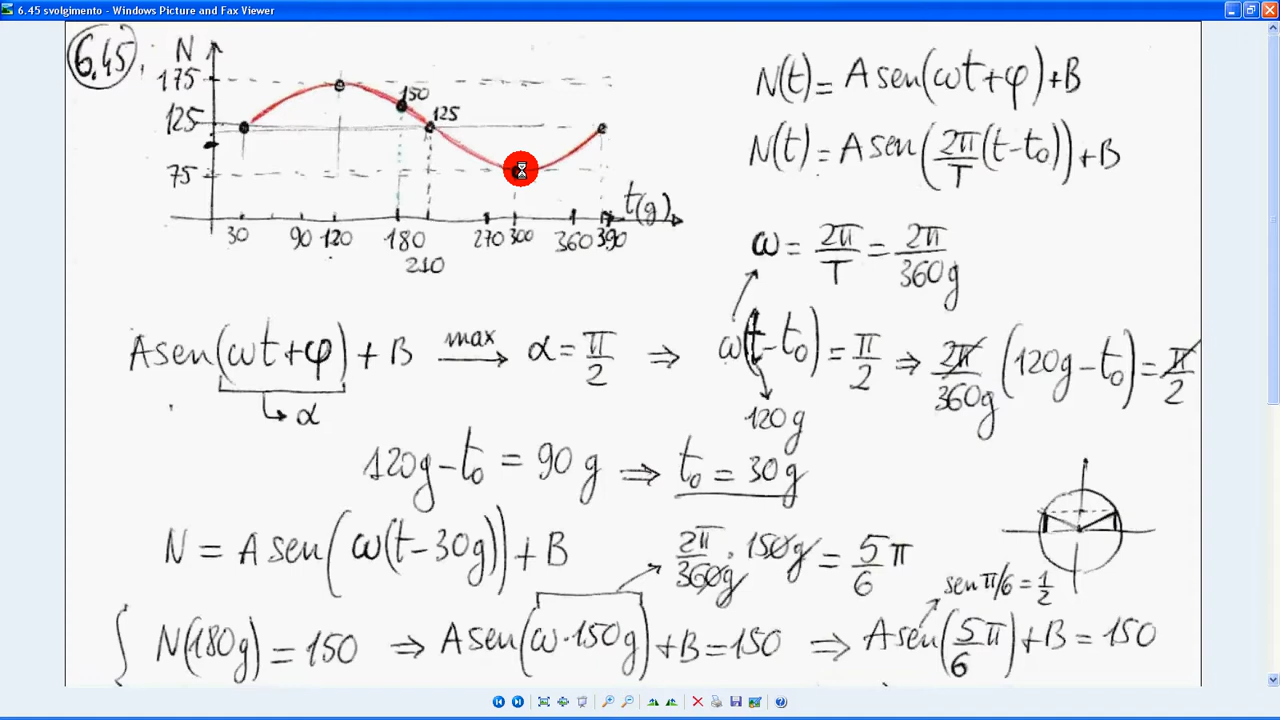 6.45 svolgimento - Windows Picture and Fax Viewer
6.45
N
175
125
75
150
125
t(g)
30 90 120 180 270 300 360 390
210
N(t) = A sen(ωt+φ)+B
N(t) = A sen(2π/T (t-t₀))+B
ω = 2π/T = 2π/360g
A sen(ωt+φ) + B max → α = π/2 ⇒ ω(t-t₀) = π/2 ⇒ 2π/360g (120g-t₀) = π/2
↳ α
120g
120g-t₀ = 90g ⇒ t₀ = 30g
N = A sen(ω(t-30g))+B
2π/360g · 150g = 5/6 π
sen π/6 = 1/2
{ N(180g) = 150 ⇒ A sen(ω·150g)+B=150 ⇒ A sen(5π/6)+B = 150